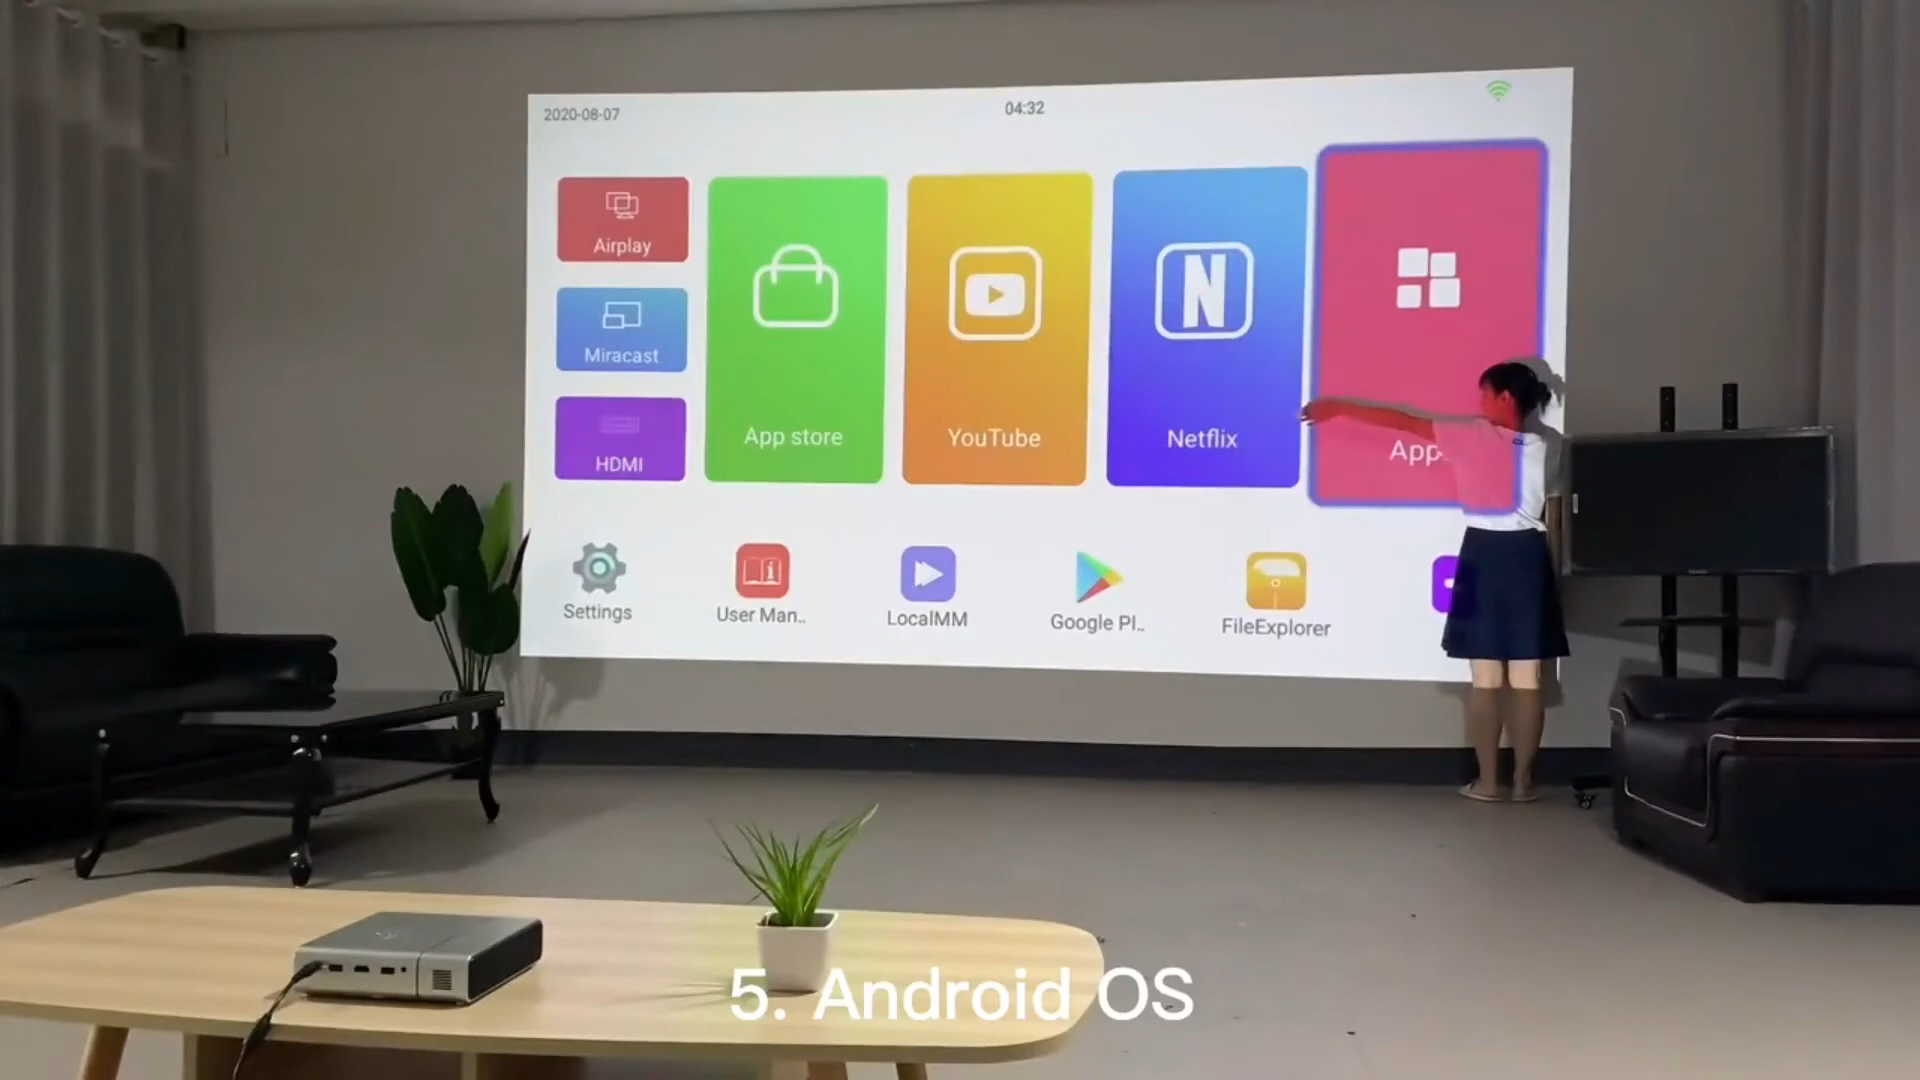 2020-08-07
04:32
Airplay
Miracast
HDMI
App store
YouTube
N
Netflix
App
Settings
User Man..
LocalMM
Google Pl..
FileExplorer
5. Android OS